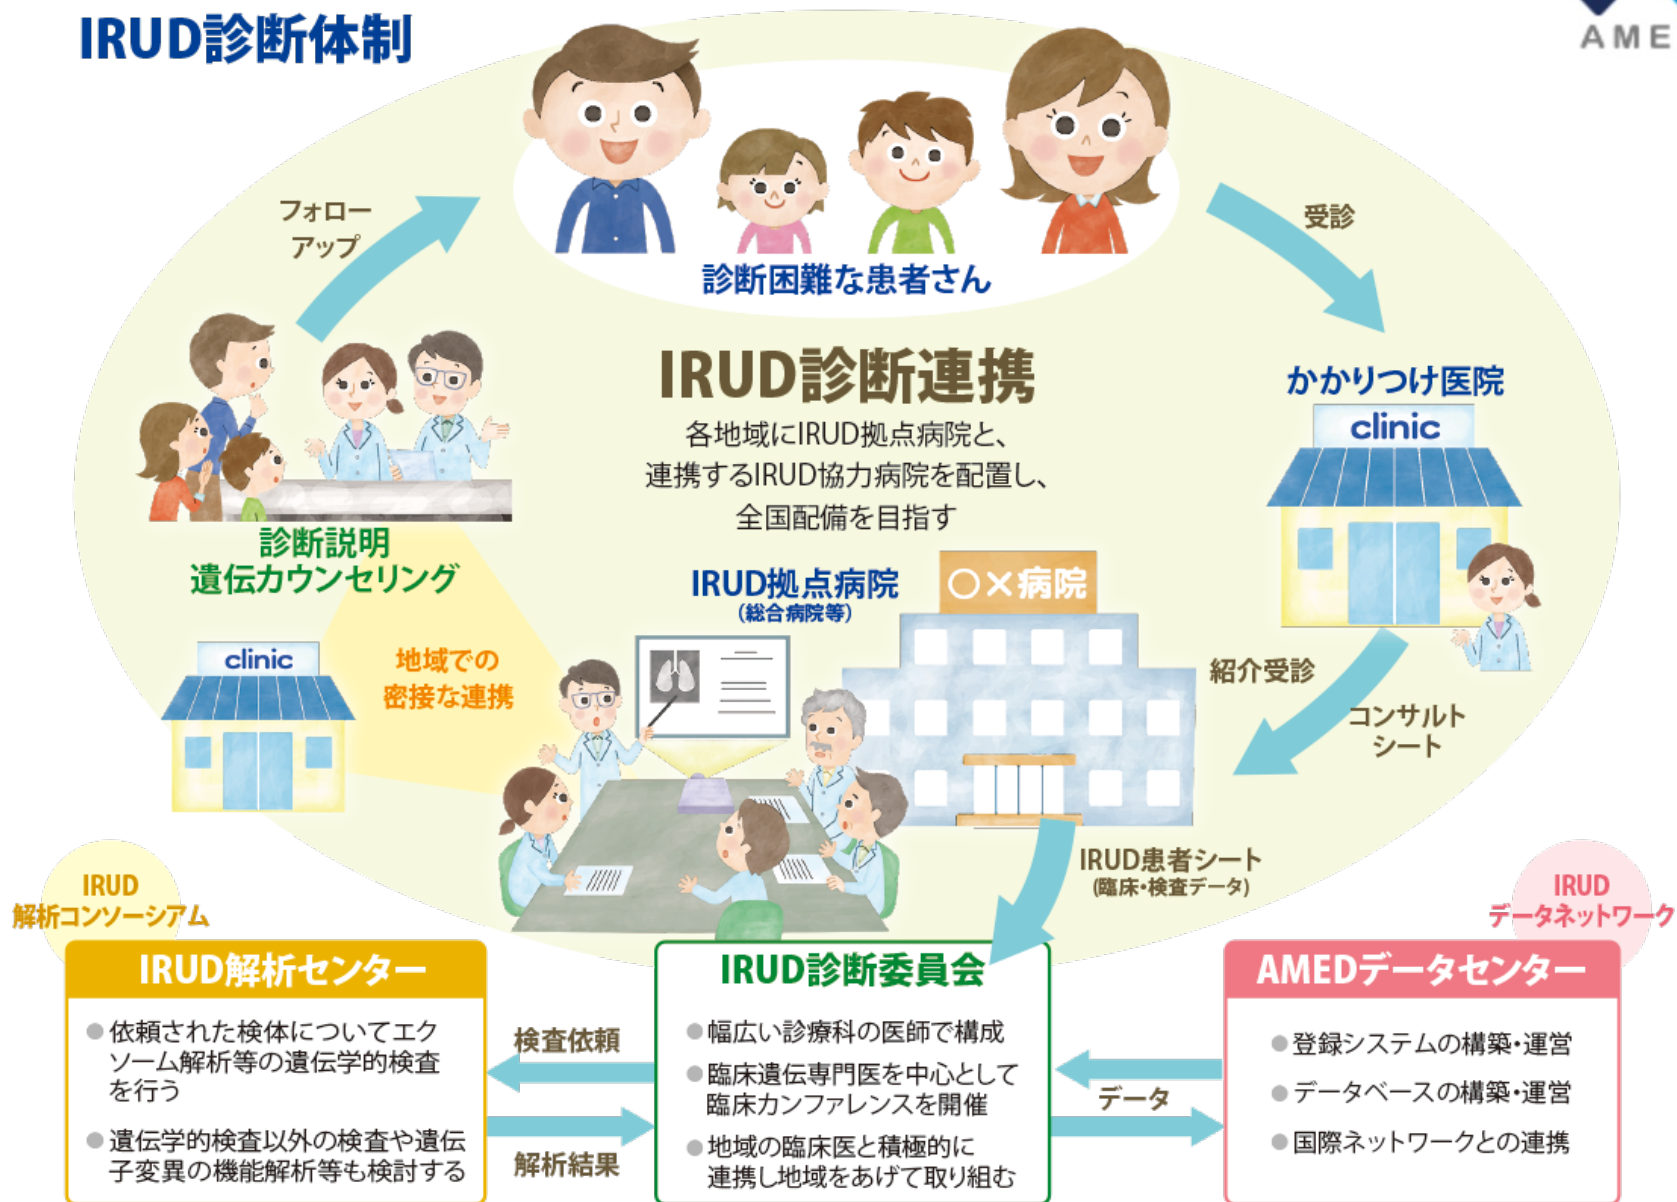 IRUD診断体制
AME
フォロー
アップ
受診
診断困難な患者さん
IRUD診断連携
各地域にIRUD拠点病院と、
連携するIRUD協力病院を配置し、
全国配備を目指す
かかりつけ医院
clinic
診断説明
遺伝カウンセリング
IRUD拠点病院
(総合病院等)
○×病院
clinic
地域での
密接な連携
紹介受診
コンサルト
シート
IRUD患者シート
(臨床・検査データ)
IRUD
解析コンソーシアム
IRUD
データネットワーク
IRUD解析センター
●依頼された検体についてエク
ソーム解析等の遺伝学的検査
を行う
●遺伝学的検査以外の検査や遺伝
子変異の機能解析等も検討する
検査依頼
解析結果
IRUD診断委員会
●幅広い診療科の医師で構成
●臨床遺伝専門医を中心として
臨床カンファレンスを開催
●地域の臨床医と積極的に
連携し地域をあげて取り組む
データ
AMEDデータセンター
●登録システムの構築・運営
●データベースの構築・運営
●国際ネットワークとの連携